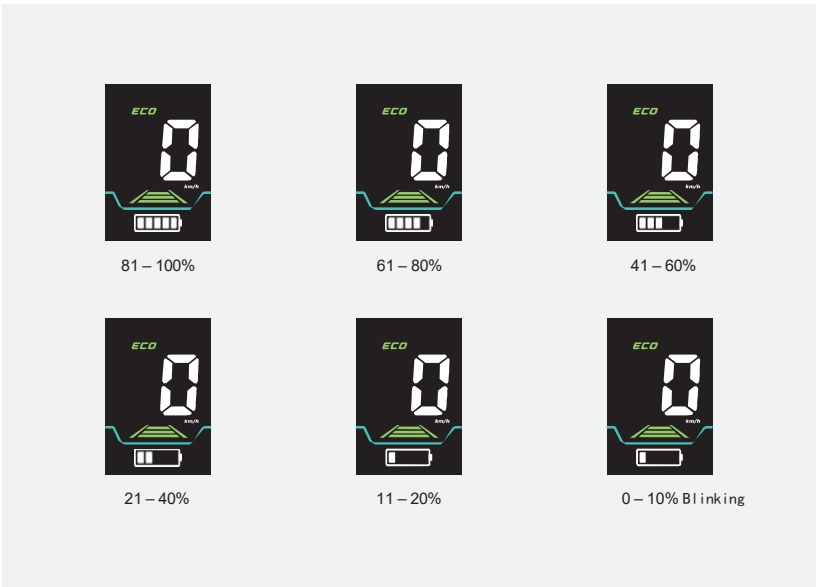 ECO ECO ECO
0 0 0
km/h km/h km/h
81 – 100% 61 – 80% 41 – 60%
ECO ECO ECO
0 0 0
km/h km/h km/h
21 – 40% 11 – 20% 0 – 10% Blinking